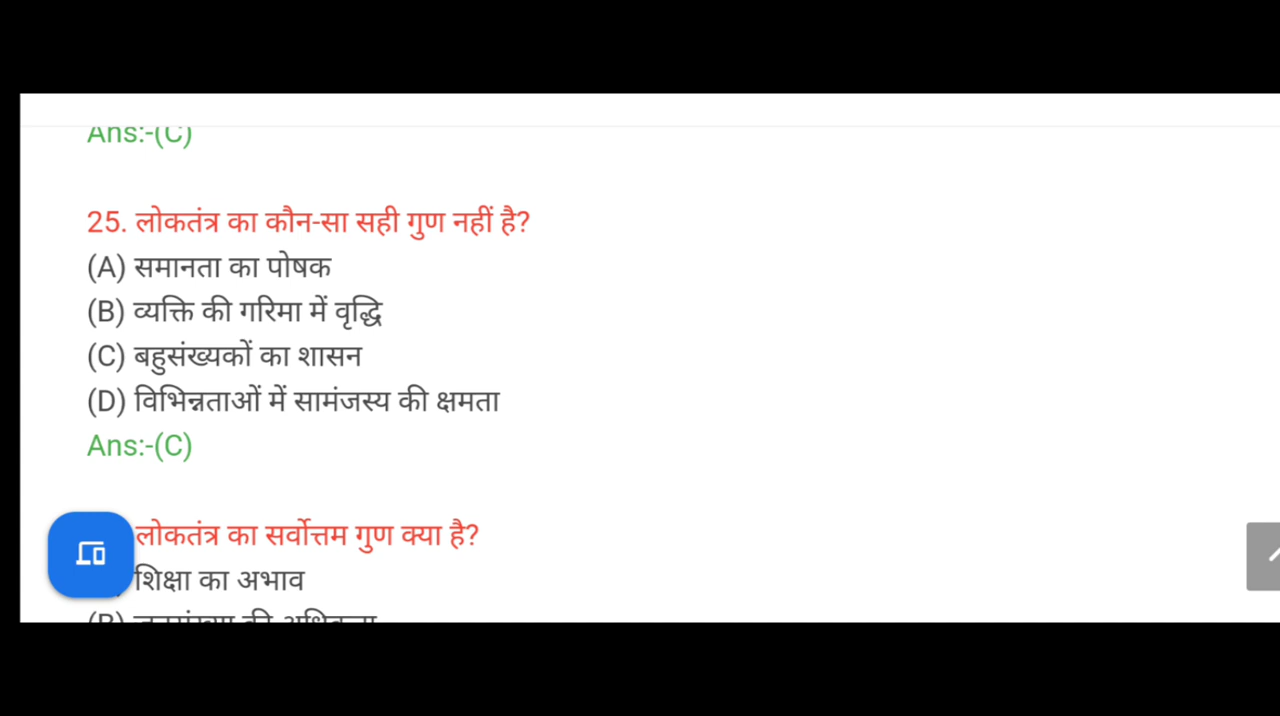 Ans:-(C)
25. लोकतंत्र का कौन-सा सही गुण नहीं है?
(A) समानता का पोषक
(B) व्यक्ति की गरिमा में वृद्धि
(C) बहुसंख्यकों का शासन
(D) विभिन्नताओं में सामंजस्य की क्षमता
Ans:-(C)
लोकतंत्र का सर्वोत्तम गुण क्या है?
शिक्षा का अभाव